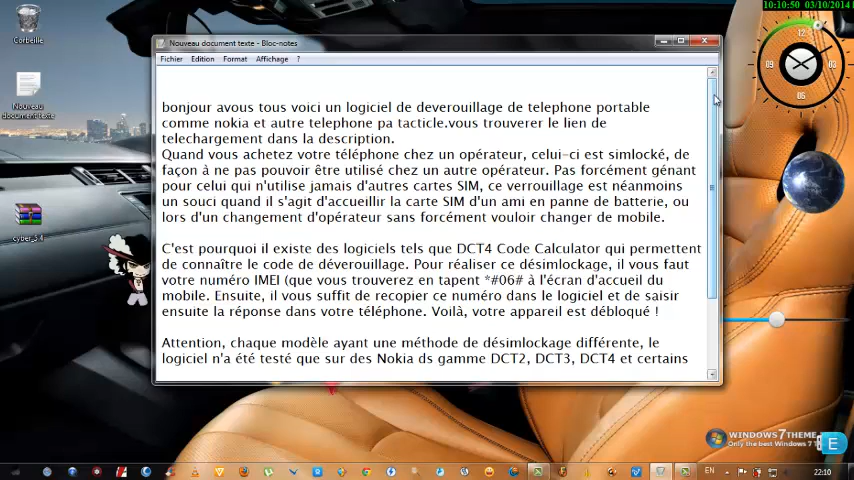 10:10:50 03/10/2014
Corbeille
Nouveau document texte - Bloc-notes
Fichier Edition Format Affichage ?
12
09 03
06
Nouveau
document texte
bonjour avous tous voici un logiciel de deverouillage de telephone portable
comme nokia et autre telephone pa tacticle.vous trouverer le lien de
telechargement dans la description.
Quand vous achetez votre téléphone chez un opérateur, celui-ci est simlocké, de
façon à ne pas pouvoir être utilisé chez un autre opérateur. Pas forcément gênant
pour celui qui n'utilise jamais d'autres cartes SIM, ce verrouillage est néanmoins
un souci quand il s'agit d'accueillir la carte SIM d'un ami en panne de batterie, ou
lors d'un changement d'opérateur sans forcément vouloir changer de mobile.
cyber_3.4
C'est pourquoi il existe des logiciels tels que DCT4 Code Calculator qui permettent
de connaître le code de déverouillage. Pour réaliser ce désimlockage, il vous faut
votre numéro IMEI (que vous trouverez en tapent *#06# à l'écran d'accueil du
mobile. Ensuite, il vous suffit de recopier ce numéro dans le logiciel et de saisir
ensuite la réponse dans votre téléphone. Voilà, votre appareil est débloqué !
Attention, chaque modèle ayant une méthode de désimlockage différente, le
logiciel n'a été testé que sur des Nokia ds gamme DCT2, DCT3, DCT4 et certains
WINDOWS7THEME
Only the best Windows 7 T
E
EN
22:10